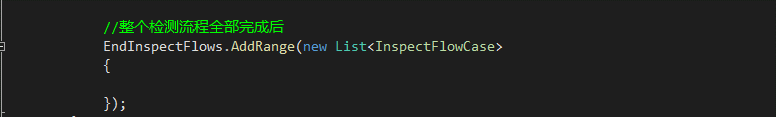 //整个检测流程全部完成后
EndInspectFlows.AddRange(new List<InspectFlowCase>
{
});